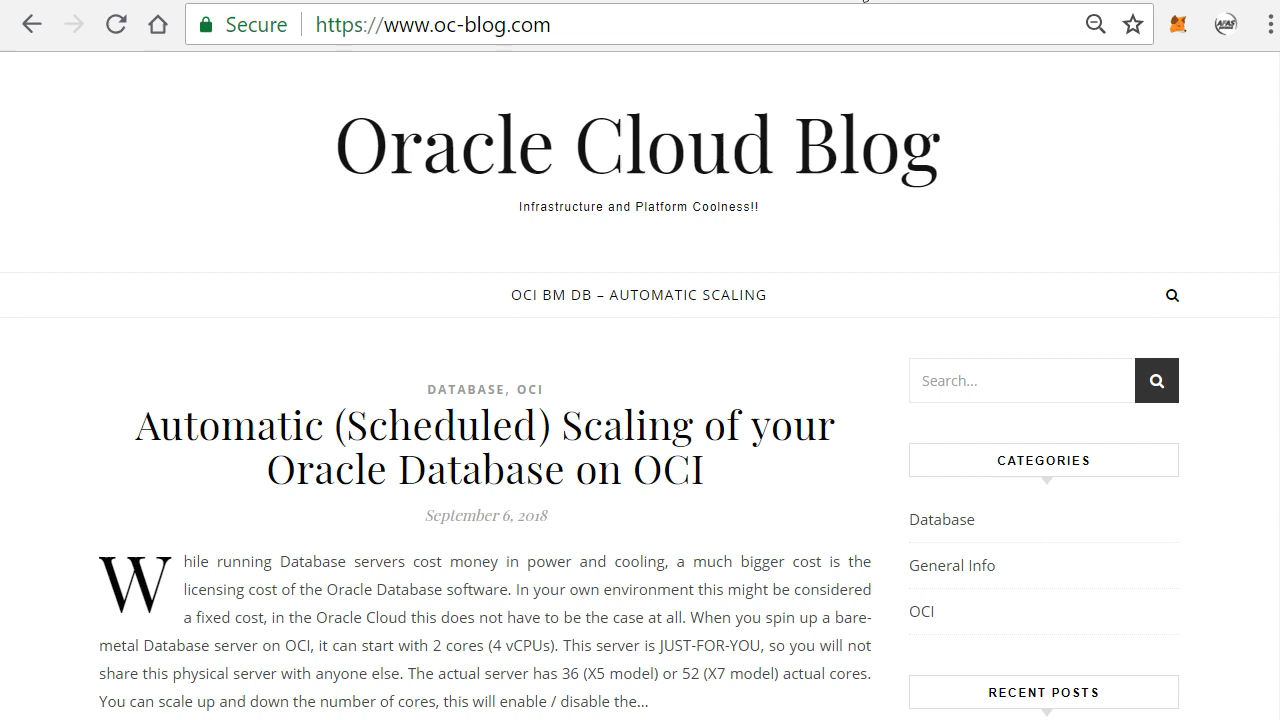 Secure
https://www.oc-blog.com
Oracle Cloud Blog
Infrastructure and Platform Coolness!!
OCI BM DB – AUTOMATIC SCALING
DATABASE, OCI
Automatic (Scheduled) Scaling of your
Oracle Database on OCI
September 6, 2018
While running Database servers cost money in power and cooling, a much bigger cost is the
licensing cost of the Oracle Database software. In your own environment this might be considered
a fixed cost, in the Oracle Cloud this does not have to be the case at all. When you spin up a bare-
metal Database server on OCI, it can start with 2 cores (4 vCPUs). This server is JUST-FOR-YOU, so you will not
share this physical server with anyone else. The actual server has 36 (X5 model) or 52 (X7 model) actual cores.
You can scale up and down the number of cores, this will enable / disable the...
Search...
CATEGORIES
Database
General Info
OCI
RECENT POSTS